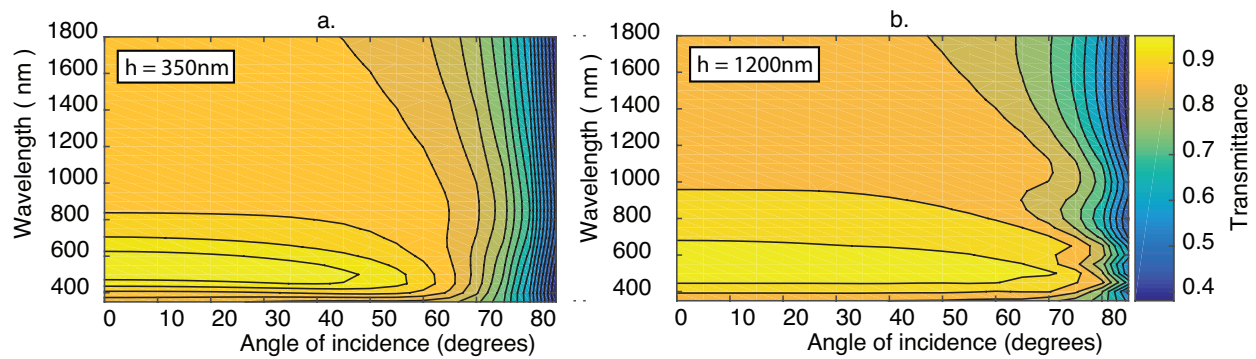 a.
h = 350nm
Wavelength ( nm )
1800
1600
1400
1200
1000
800
600
400
0 10 20 30 40 50 60 70 80
Angle of incidence (degrees)
b.
h = 1200nm
Wavelength ( nm )
1800
1600
1400
1200
1000
800
600
400
0 10 20 30 40 50 60 70 80
Angle of incidence (degrees)
0.9
0.8
0.7
0.6
0.5
0.4
Transmittance